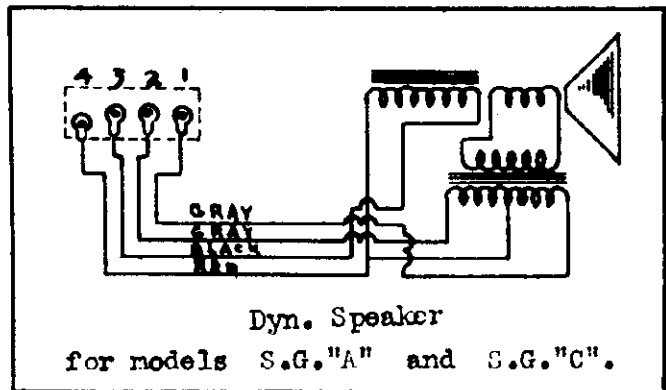 4 3 2 1
GRAY
GRAY
BLACK
RED
Dyn. Speaker
for models S.G."A" and S.G."C".